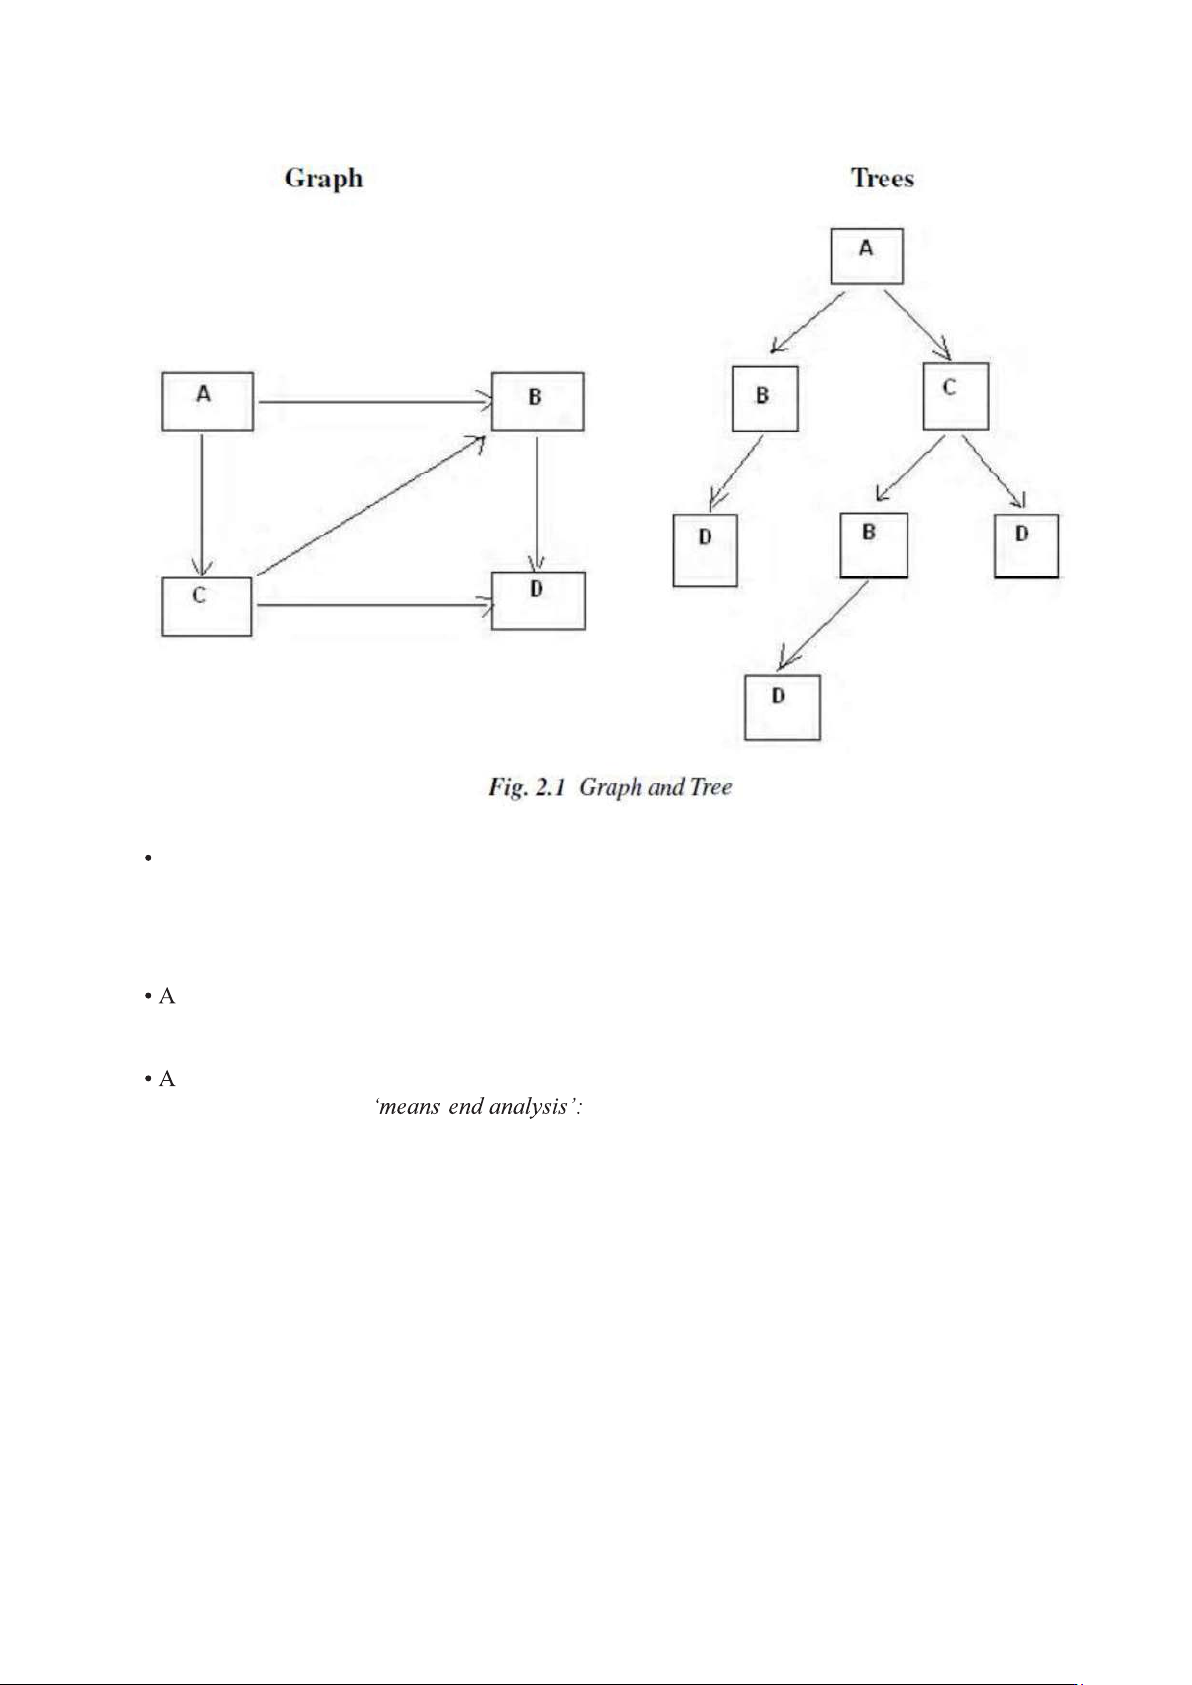 Graph Trees
A
B
C
D
A
B
C
D
B
D
D
Fig. 2.1 Graph and Tree
•
• A
• A
‘means end analysis’: